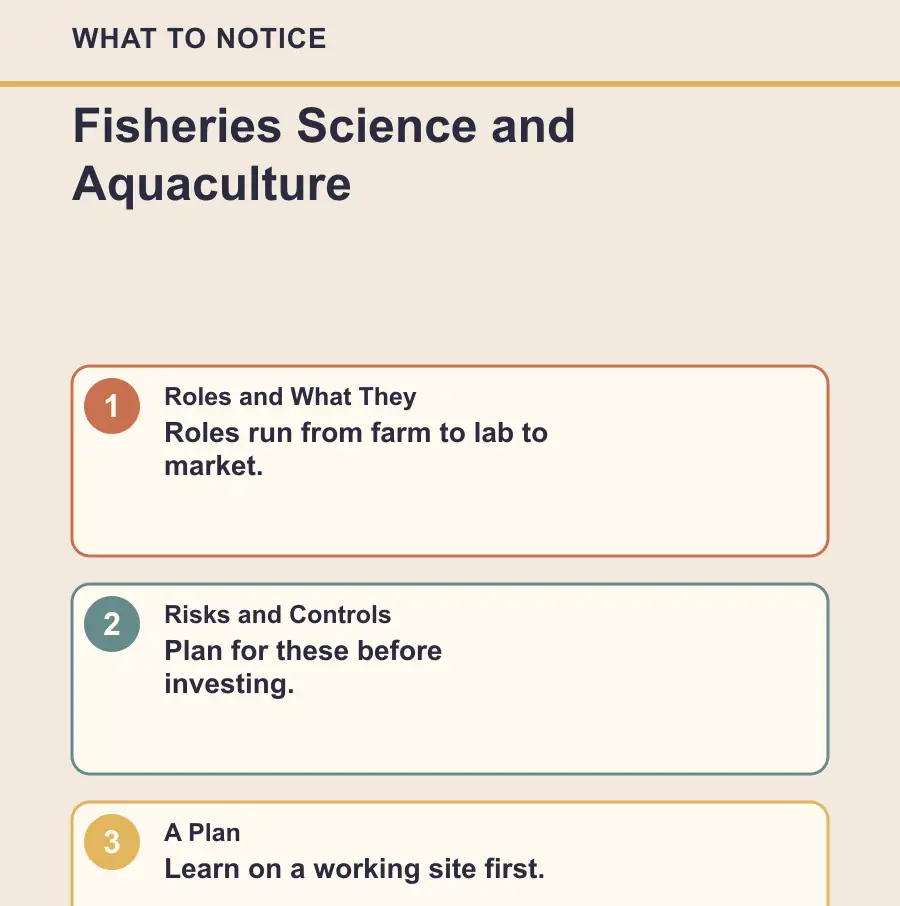 WHAT TO NOTICE
Fisheries Science and
Aquaculture
1
Roles and What They
Roles run from farm to lab to
market.
2
Risks and Controls
Plan for these before
investing.
3
A Plan
Learn on a working site first.